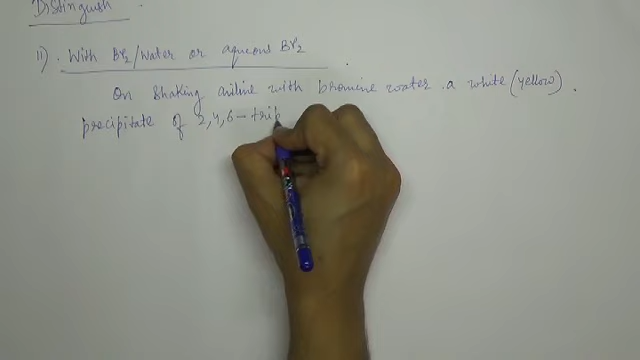 Distinguish
ii). With Br2/water or aqueous Br2
On Shaking aniline with bromine water . a white (yellow) .
precipitate of 2,4,6 - trib